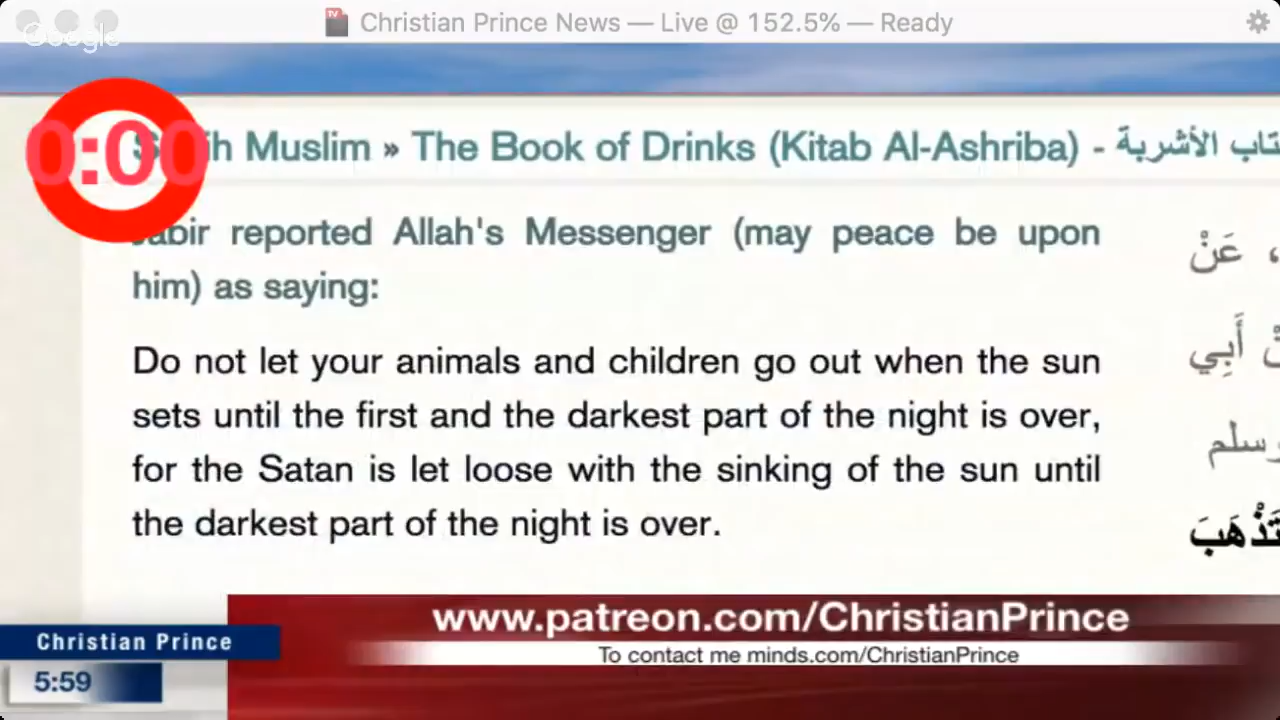 Christian Prince News — Live @ 152.5% — Ready
Google
0:00
Muslim » The Book of Drinks (Kitab Al-Ashriba) - كتاب الأشربة
Jabir reported Allah's Messenger (may peace be upon
him) as saying:
Do not let your animals and children go out when the sun
sets until the first and the darkest part of the night is over,
for the Satan is let loose with the sinking of the sun until
the darkest part of the night is over.
، عَنْ
أَبِي
وسلم
تَذْهَبَ
www.patreon.com/ChristianPrince
Christian Prince
To contact me minds.com/ChristianPrince
5:59